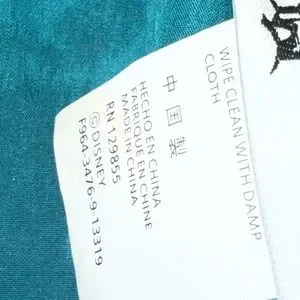 WIPE CLEAN WITH DAMP
CLOTH
中国製
HECHO EN CHINA
FABRIQUE EN CHINE
MADE IN CHINA
RN 129855
© DISNEY
F964-3476-9-13319